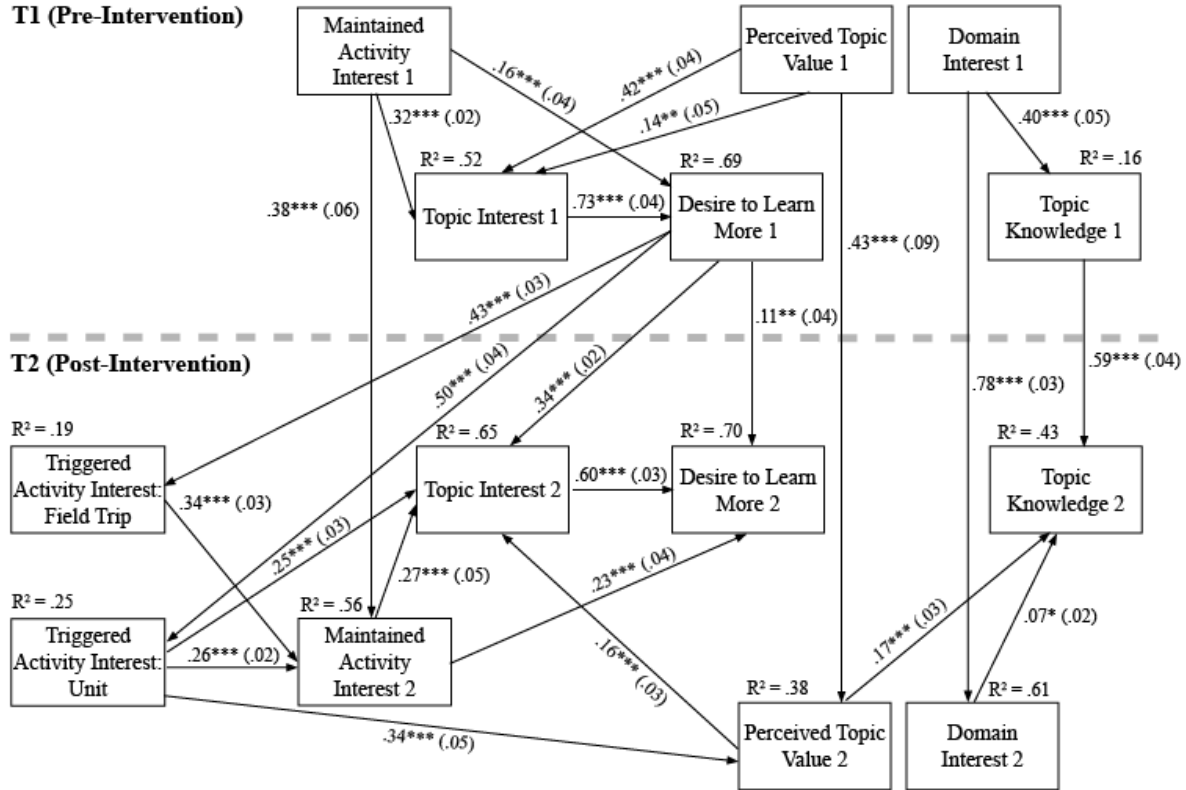 T1 (Pre-Intervention)
Maintained
Activity
Interest 1
Perceived Topic
Value 1
Domain
Interest 1
.16*** (.04)
.42*** (.04)
.32*** (.02)
.14** (.05)
.40*** (.05)
R² = .52
R² = .69
R² = .16
.38*** (.06)
Topic Interest 1
.73*** (.04)
Desire to Learn
More 1
Topic
Knowledge 1
.43*** (.09)
.43*** (.03)
.11** (.04)
T2 (Post-Intervention)
.50*** (.04)
.34*** (.02)
.78*** (.03)
.59*** (.04)
R² = .19
R² = .65
R² = .70
R² = .43
Triggered
Activity Interest:
Field Trip
Topic Interest 2
.60*** (.03)
Desire to Learn
More 2
Topic
Knowledge 2
.34*** (.03)
.25*** (.03)
.27*** (.05)
.23*** (.04)
R² = .25
R² = .56
Triggered
Activity Interest:
Unit
.26*** (.02)
Maintained
Activity
Interest 2
.16*** (.03)
.17*** (.03)
.07* (.02)
R² = .38
R² = .61
.34*** (.05)
Perceived Topic
Value 2
Domain
Interest 2